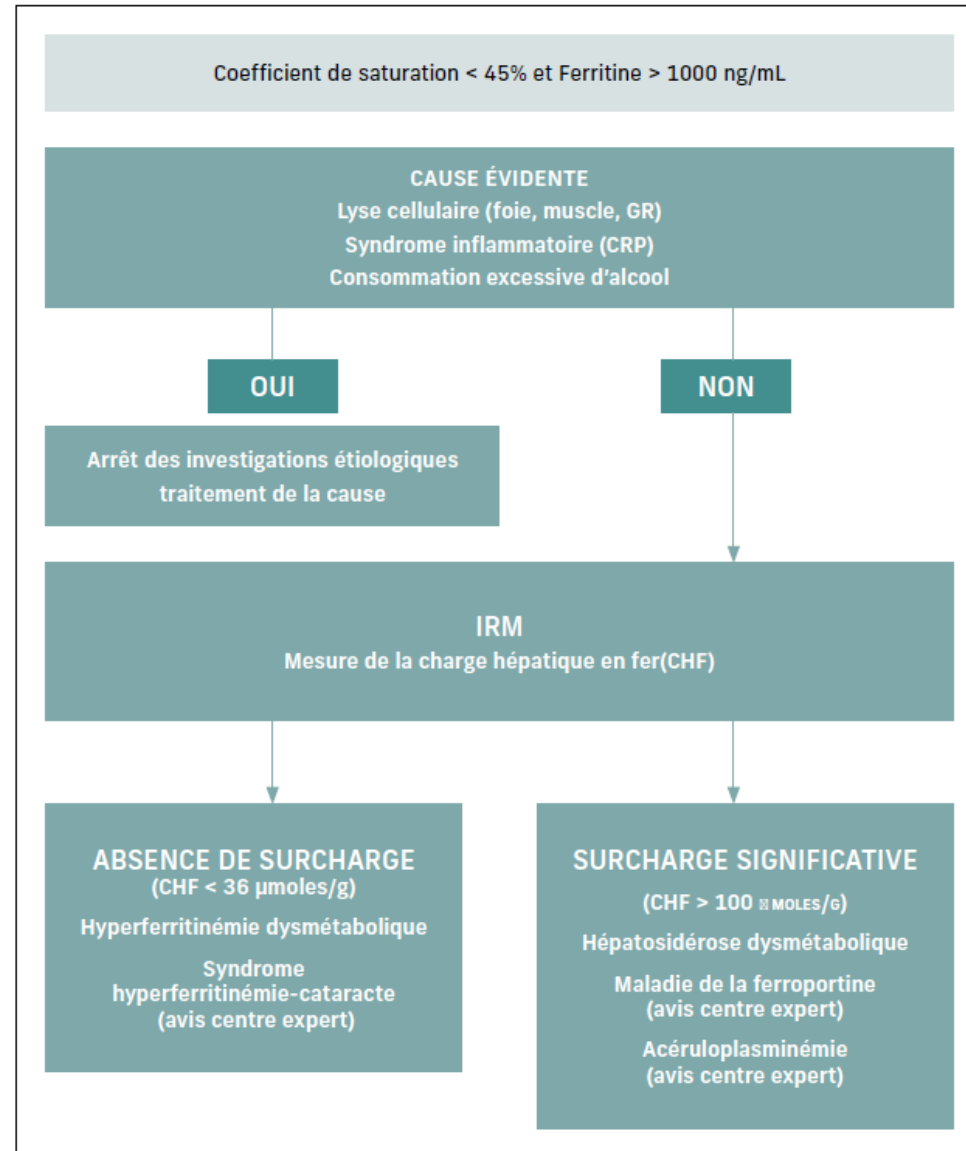 Coefficient de saturation < 45% et Ferritine > 1000 ng/mL
CAUSE ÉVIDENTE
Lyse cellulaire (foie, muscle, GR)
Syndrome inflammatoire (CRP)
Consommation excessive d'alcool
OUI
NON
Arrêt des investigations étiologiques
traitement de la cause
IRM
Mesure de la charge hépatique en fer(CHF)
ABSENCE DE SURCHARGE
(CHF < 36 µmoles/g)
Hyperferritinémie dysmétabolique
Syndrome
hyperferritinémie-cataracte
(avis centre expert)
SURCHARGE SIGNIFICATIVE
(CHF > 100 MOLES/G)
Hépatosidérose dysmétabolique
Maladie de la ferroportine
(avis centre expert)
Acéruloplasminémie
(avis centre expert)